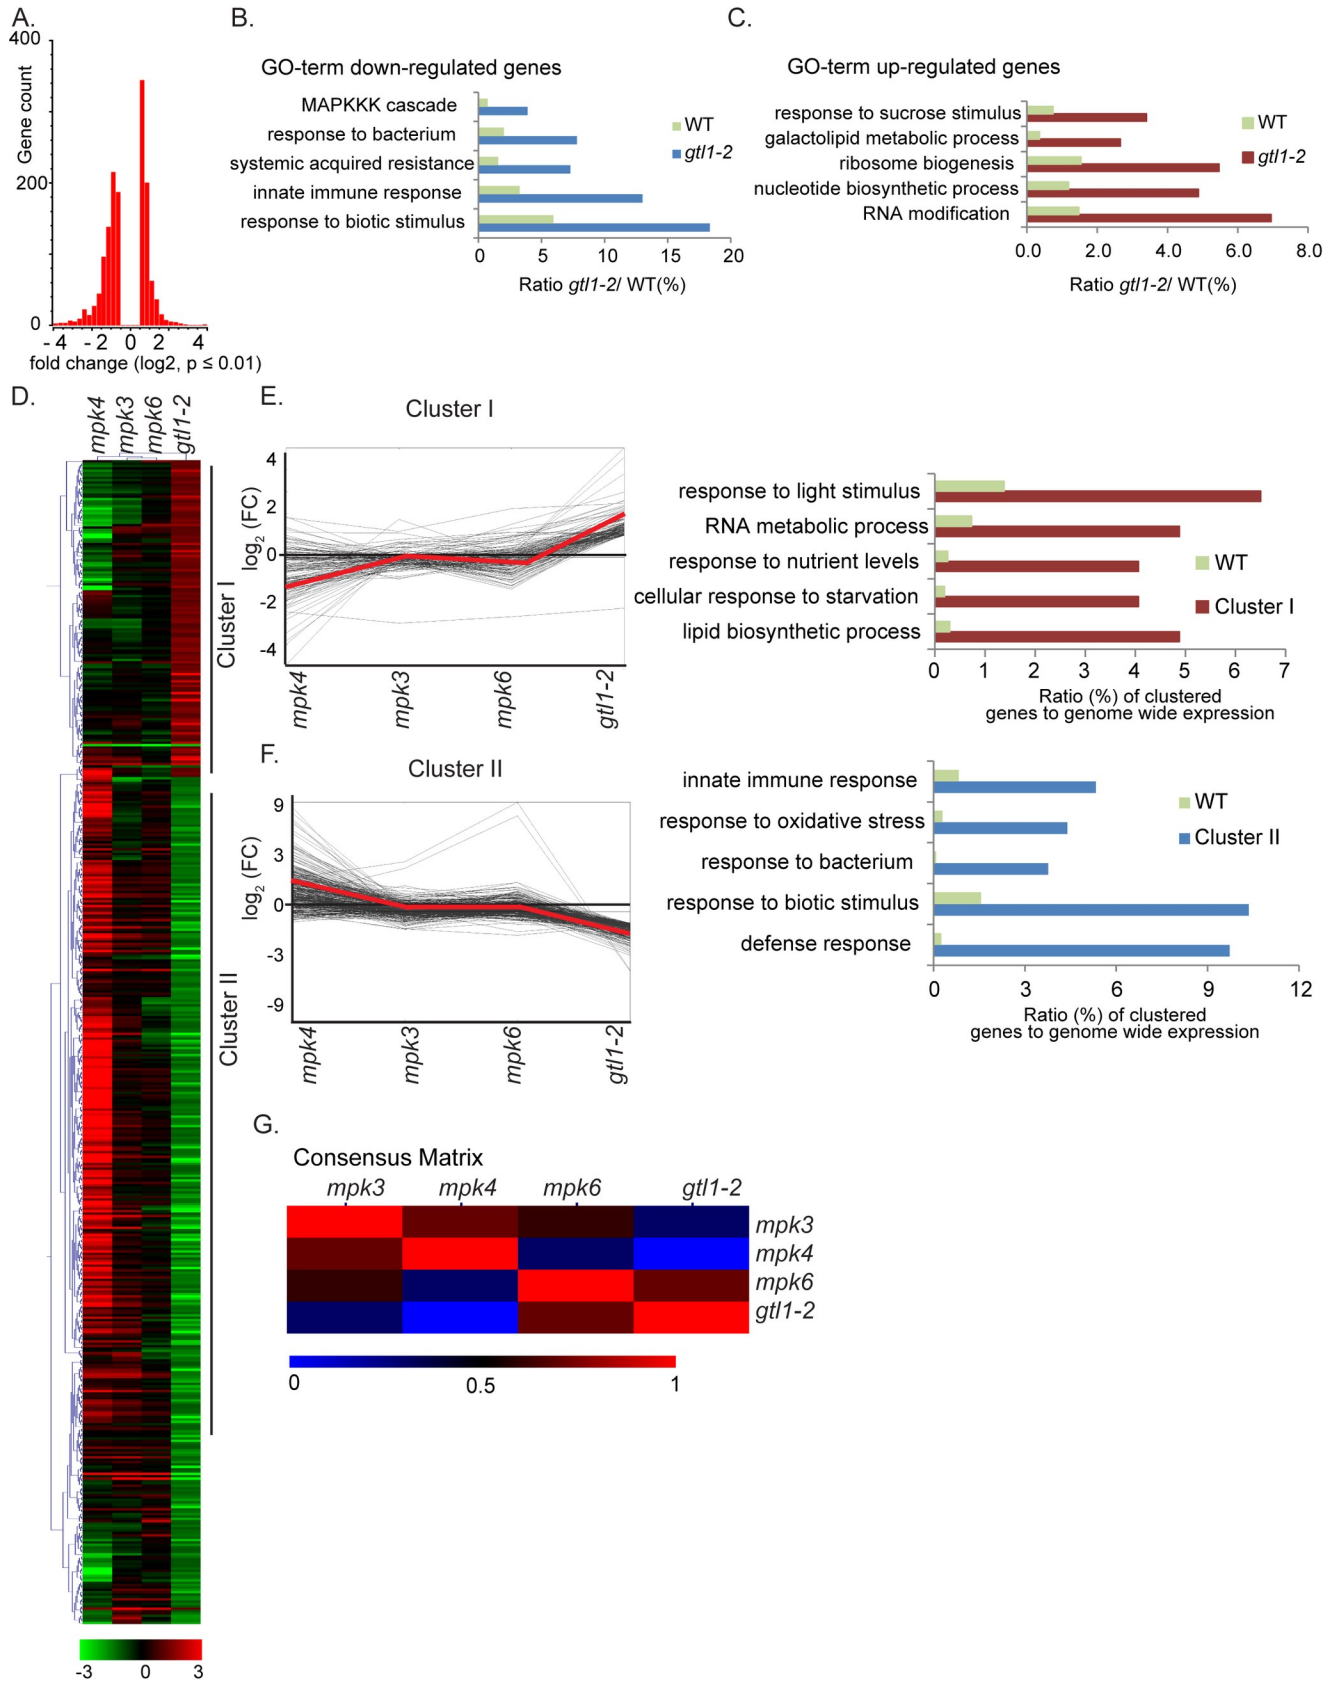 A.
400
Gene count
200
0
- 4 - 2 0 2 4
fold change (log2, p ≤ 0.01)
B.
GO-term down-regulated genes
MAPKKK cascade
response to bacterium
systemic acquired resistance
innate immune response
response to biotic stimulus
WT
gtl1-2
0 5 10 15 20
Ratio gtl1-2/ WT(%)
C.
GO-term up-regulated genes
response to sucrose stimulus
galactolipid metabolic process
ribosome biogenesis
nucleotide biosynthetic process
RNA modification
WT
gtl1-2
0.0 2.0 4.0 6.0 8.0
Ratio gtl1-2/ WT(%)
D.
mpk4 mpk3 mpk6 gtl1-2
Cluster I
Cluster II
-3 0 3
E.
Cluster I
4
2
0
-2
-4
log2 (FC)
mpk4 mpk3 mpk6 gtl1-2
response to light stimulus
RNA metabolic process
response to nutrient levels
cellular response to starvation
lipid biosynthetic process
WT
Cluster I
0 1 2 3 4 5 6 7
Ratio (%) of clustered
genes to genome wide expression
F.
Cluster II
9
3
0
-3
-9
log2 (FC)
mpk4 mpk3 mpk6 gtl1-2
innate immune response
response to oxidative stress
response to bacterium
response to biotic stimulus
defense response
WT
Cluster II
0 3 6 9 12
Ratio (%) of clustered
genes to genome wide expression
G.
Consensus Matrix
mpk3 mpk4 mpk6 gtl1-2
mpk3
mpk4
mpk6
gtl1-2
0 0.5 1